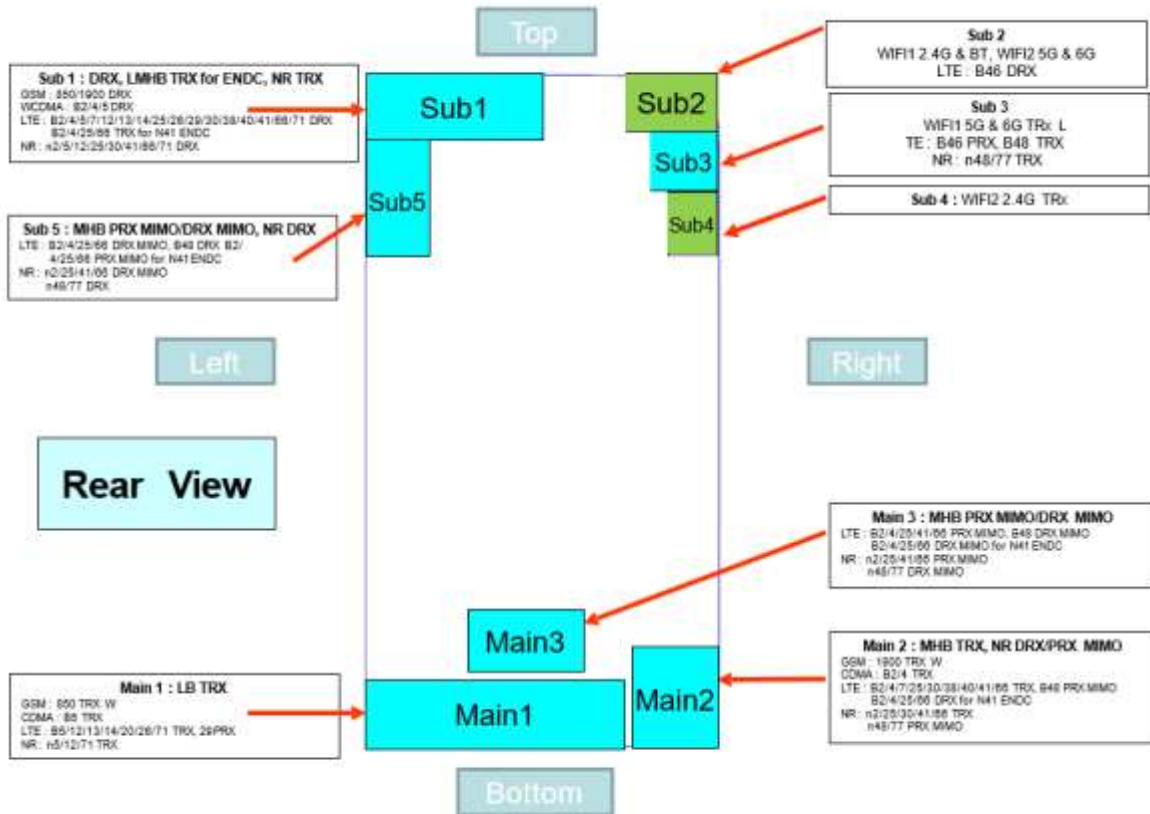 Top
Sub 1 : DRX, LMHB TRX for ENDC, NR TRX
GSM : 850/1900 DRX
WCDMA : B2/4/5 DRX
LTE : B2/4/5/7/12/13/14/25/26/29/30/38/40/41/66/71 DRX
B2/4/25/66 TRX for N41 ENDC
NR : n2/5/12/25/30/41/66/71 DRX
Sub 5 : MHB PRX MIMO/DRX MIMO, NR DRX
LTE : B2/4/25/66 DRX MIMO, B48 DRX B2/
4/25/66 PRX MIMO for N41 ENDC
NR : n2/25/41/66 DRX MIMO
n48/77 DRX
Sub1
Sub2
Sub3
Sub5
Sub4
Sub 2
WIFI1 2.4G & BT, WIFI2 5G & 6G
LTE : B46 DRX
Sub 3
WIFI1 5G & 6G TRx L
TE : B46 PRX, B48 TRX
NR : n48/77 TRX
Sub 4 : WIFI2 2.4G TRx
Left
Right
Rear View
Main 3 : MHB PRX MIMO/DRX MIMO
LTE : B2/4/25/41/66 PRX MIMO, B48 DRX MIMO
B2/4/25/66 DRX MIMO for N41 ENDC
NR : n2/25/41/66 PRX MIMO
n48/77 DRX MIMO
Main3
Main 1 : LB TRX
GSM : 850 TRX W
CDMA : B5 TRX
LTE : B5/12/13/14/20/26/71 TRX, 29PRX
NR : n5/12/71 TRX
Main1
Main2
Main 2 : MHB TRX, NR DRX/PRX MIMO
GSM : 1900 TRX W
CDMA : B2/4 TRX
LTE : B2/4/7/25/30/38/40/41/66 TRX, B48 PRX MIMO
B2/4/25/66 DRX for N41 ENDC
NR : n2/25/30/41/66 TRX
n48/77 PRX MIMO
Bottom